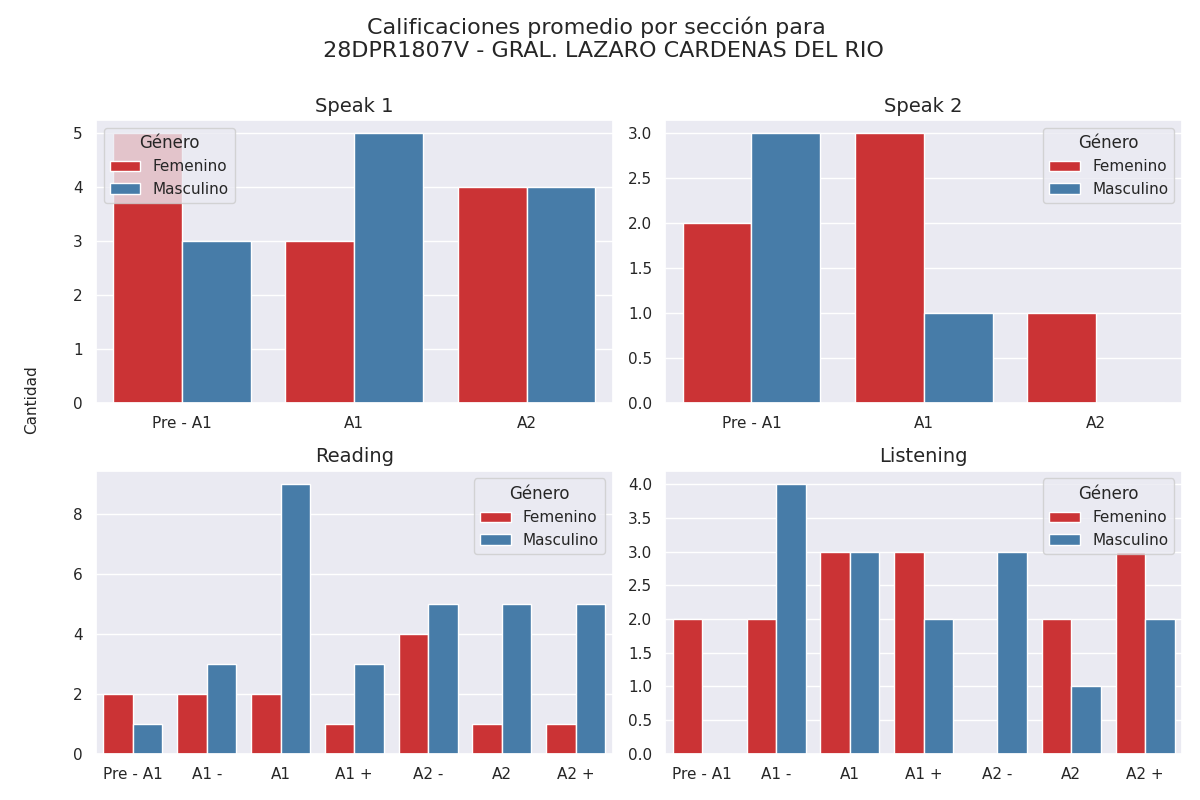 Calificaciones promedio por sección para
28DPR1807V - GRAL. LAZARO CARDENAS DEL RIO
Speak 1
5
4
3
2
1
0
Género
Femenino
Masculino
Pre - A1
A1
A2
Speak 2
3.0
2.5
2.0
1.5
1.0
0.5
0.0
Género
Femenino
Masculino
Pre - A1
A1
A2
Cantidad
Reading
8
6
4
2
0
Género
Femenino
Masculino
Pre - A1
A1 -
A1
A1 +
A2 -
A2
A2 +
Listening
4.0
3.5
3.0
2.5
2.0
1.5
1.0
0.5
0.0
Género
Femenino
Masculino
Pre - A1
A1 -
A1
A1 +
A2 -
A2
A2 +